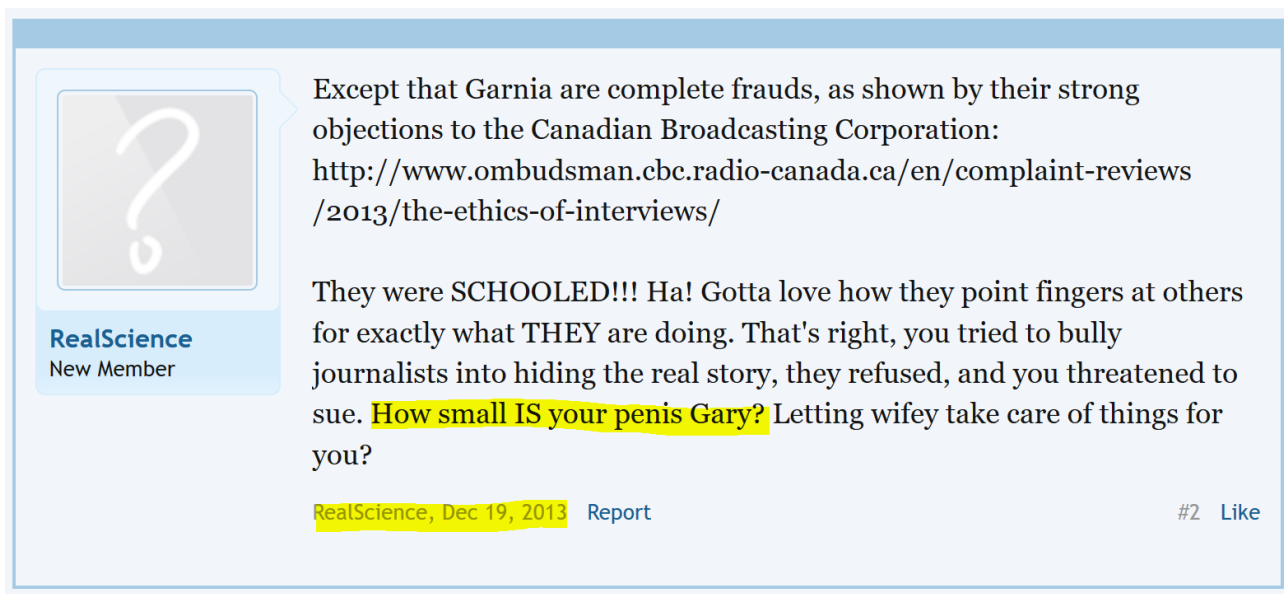 Except that Garnia are complete frauds, as shown by their strong
objections to the Canadian Broadcasting Corporation:
http://www.ombudsman.cbc.radio-canada.ca/en/complaint-reviews
/2013/the-ethics-of-interviews/
They were SCHOOLED!!! Ha! Gotta love how they point fingers at others
for exactly what THEY are doing. That's right, you tried to bully
journalists into hiding the real story, they refused, and you threatened to
sue. How small IS your penis Gary? Letting wifey take care of things for
you?
RealScience
New Member
RealScience, Dec 19, 2013 Report #2 Like